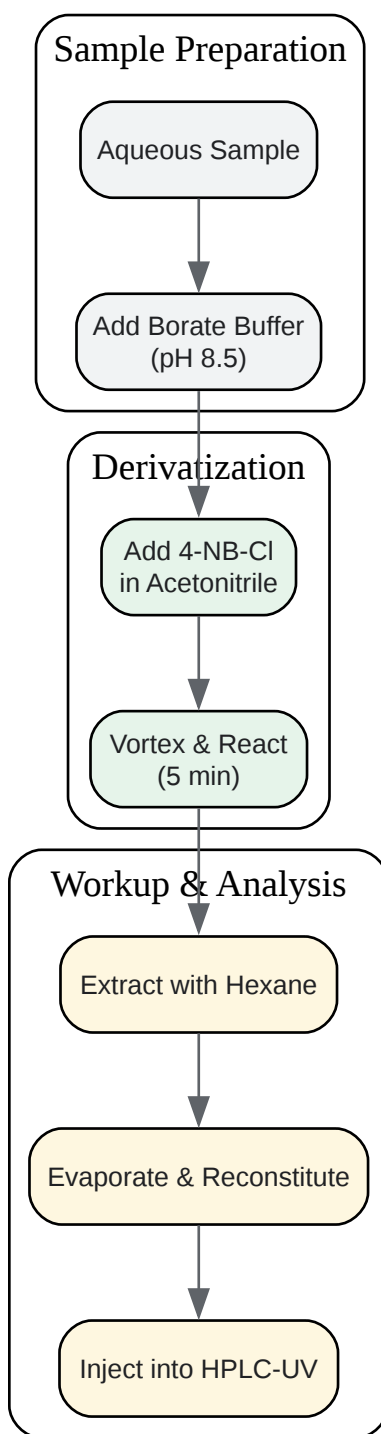 Sample Preparation
Aqueous Sample
Add Borate Buffer
(pH 8.5)
Derivatization
Add 4-NB-Cl
in Acetonitrile
Vortex & React
(5 min)
Workup & Analysis
Extract with Hexane
Evaporate & Reconstitute
Inject into HPLC-UV